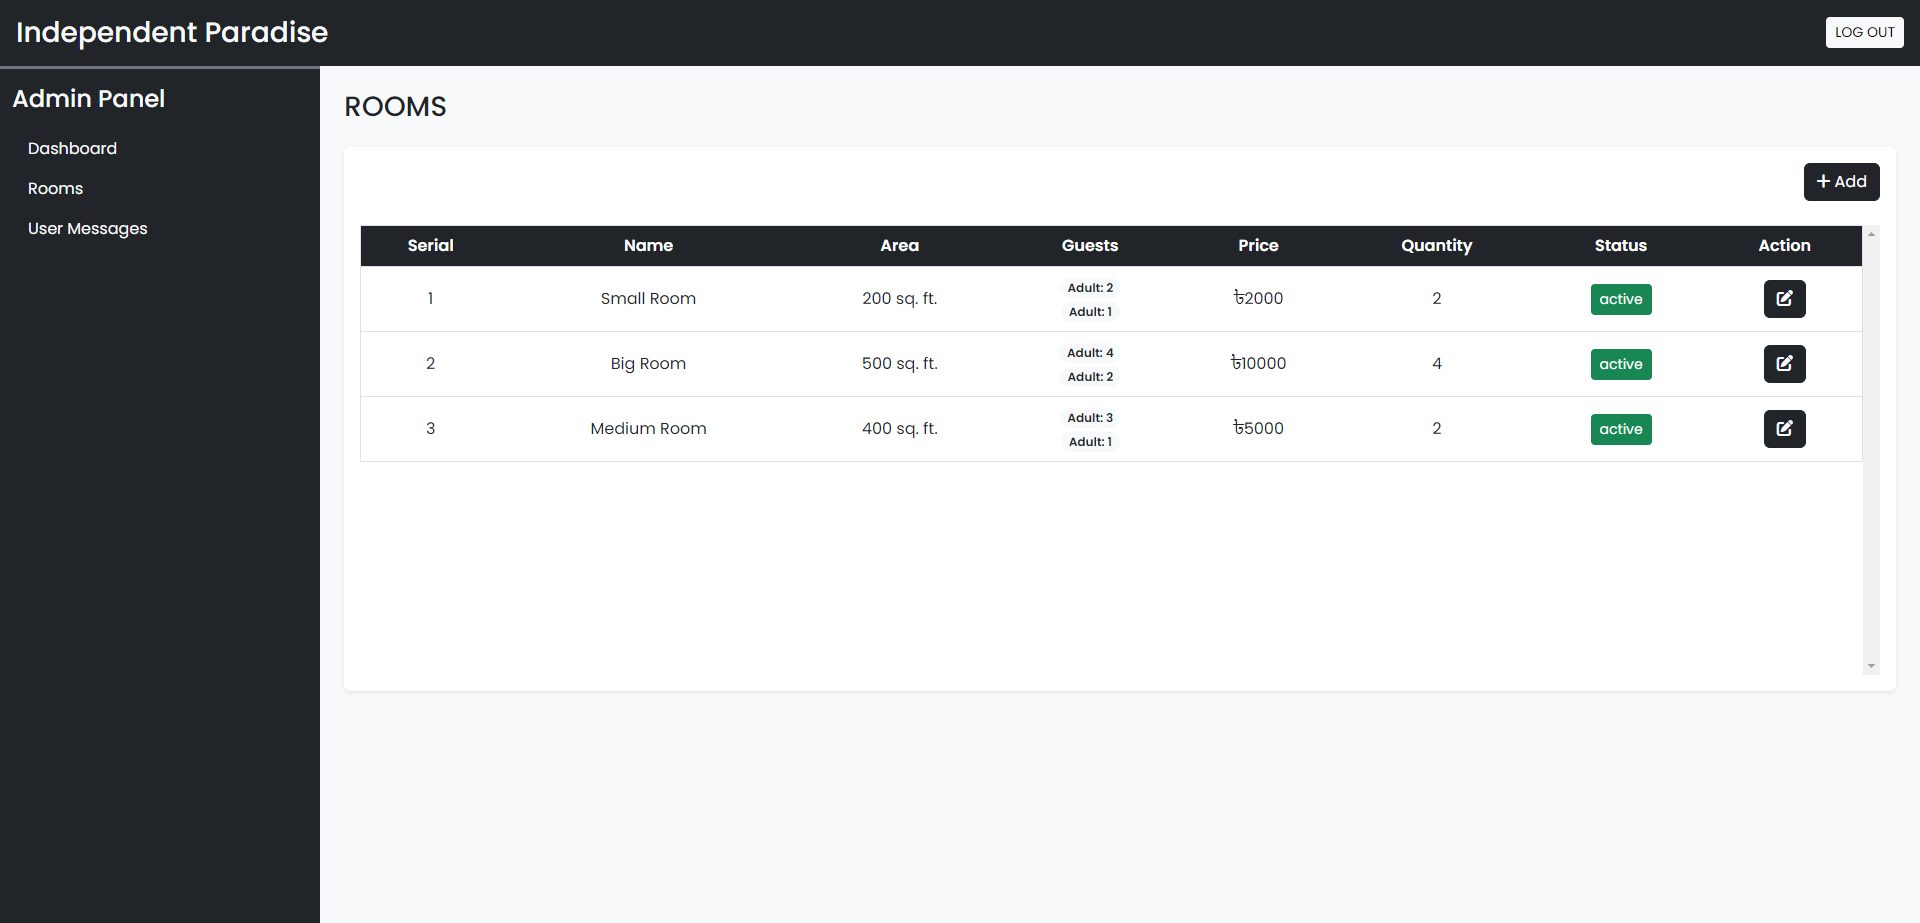 Independent Paradise
LOG OUT
Admin Panel
Dashboard
Rooms
User Messages
ROOMS
+ Add
Serial Name Area Guests Price Quantity Status Action
1 Small Room 200 sq. ft. Adult: 2 Adult: 1 ৳2000 2 active
2 Big Room 500 sq. ft. Adult: 4 Adult: 2 ৳10000 4 active
3 Medium Room 400 sq. ft. Adult: 3 Adult: 1 ৳5000 2 active